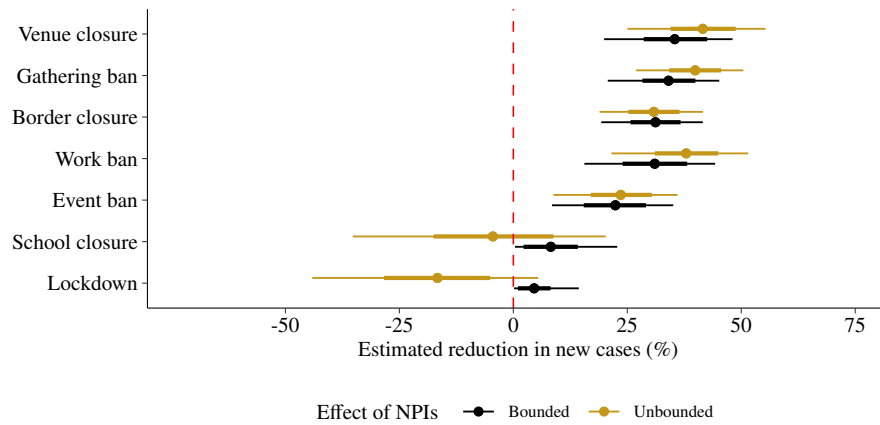 Venue closure
Gathering ban
Border closure
Work ban
Event ban
School closure
Lockdown
-50 -25 0 25 50 75
Estimated reduction in new cases (%)
Effect of NPIs Bounded Unbounded